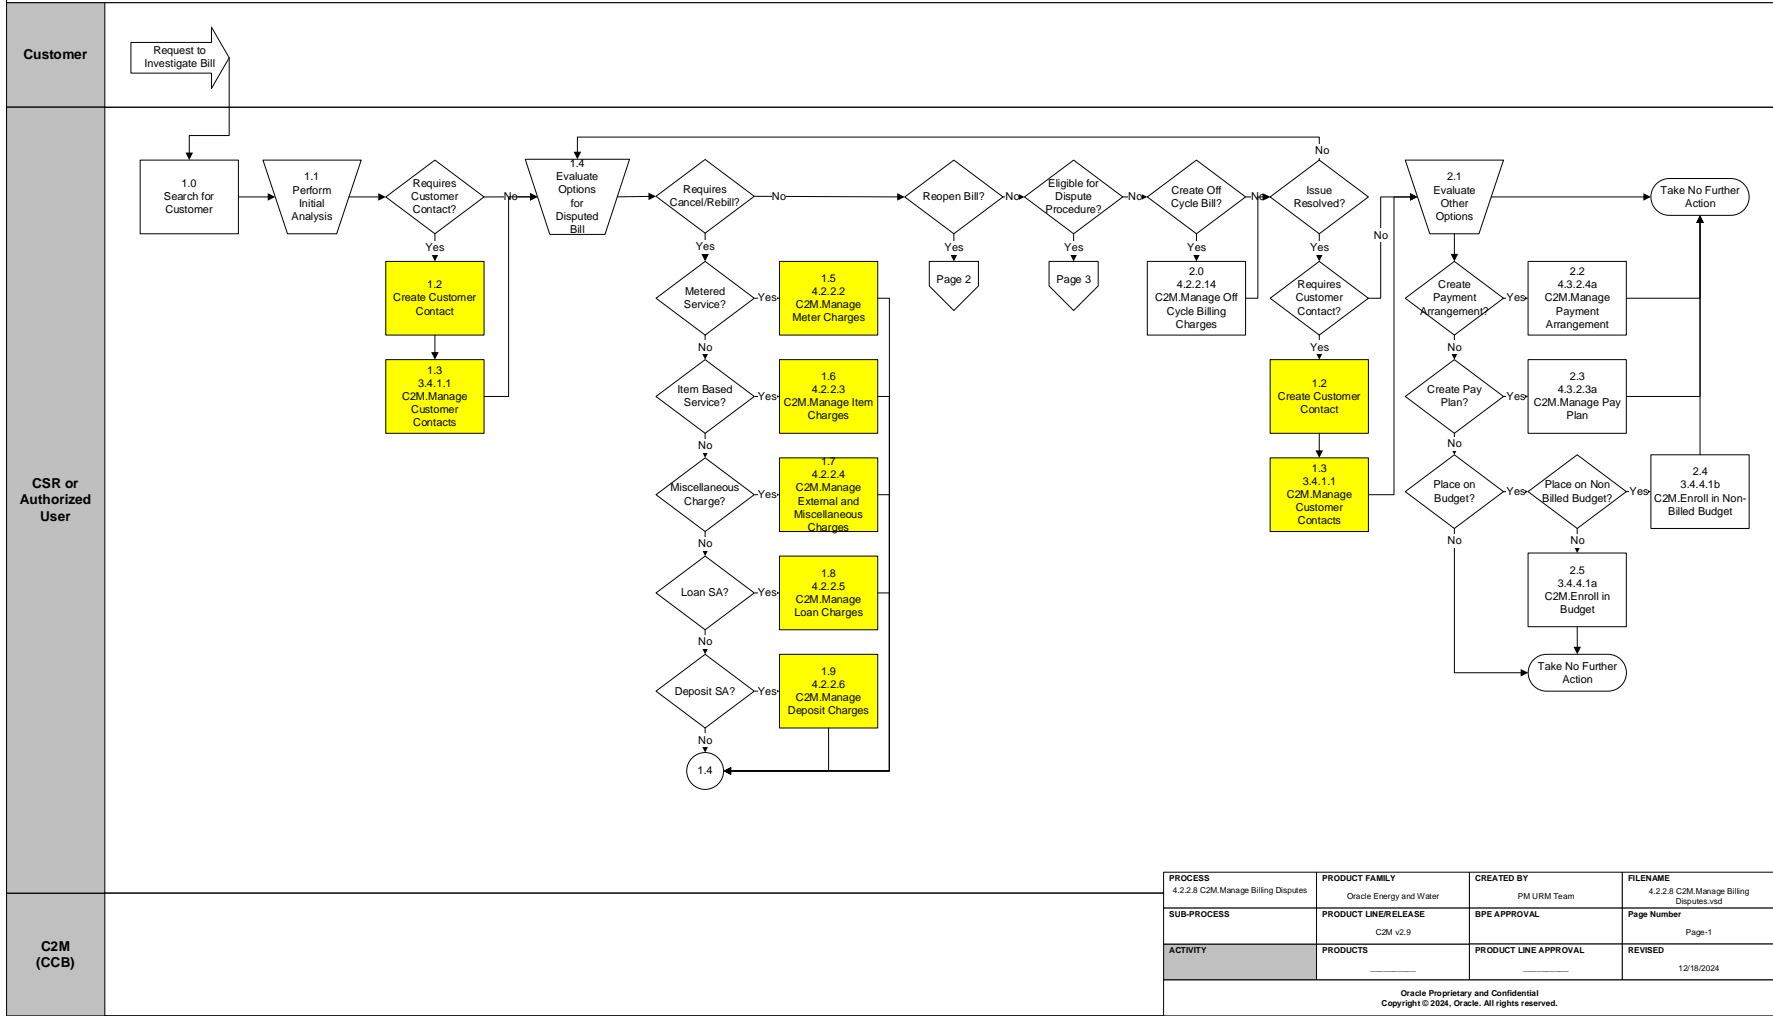 Customer
Request to
Investigate Bill
CSR or
Authorized
User
1.0
Search for
Customer
1.1
Perform
Initial
Analysis
Requires
Customer
Contact?
No
Yes
1.2
Create Customer
Contact
1.3
3.4.1.1
C2M.Manage
Customer
Contacts
1.4
Evaluate
Options
for
Disputed
Bill
Requires
Cancel/Rebill?
No
Yes
Metered
Service?
Yes
1.5
4.2.2.2
C2M.Manage
Meter Charges
No
Item Based
Service?
Yes
1.6
4.2.2.3
C2M.Manage Item
Charges
No
Miscellaneous
Charge?
Yes
1.7
4.2.2.4
C2M.Manage
External and
Miscellaneous
Charges
No
Loan SA?
Yes
1.8
4.2.2.5
C2M.Manage
Loan Charges
No
Deposit SA?
Yes
1.9
4.2.2.6
C2M.Manage
Deposit Charges
No
1.4
Reopen Bill?
No
Yes
Page 2
Eligible for
Dispute
Procedure?
No
Yes
Page 3
Create Off
Cycle Bill?
No
Yes
2.0
4.2.2.14
C2M.Manage Off
Cycle Billing
Charges
No
Issue
Resolved?
Yes
Requires
Customer
Contact?
No
Yes
1.2
Create Customer
Contact
1.3
3.4.1.1
C2M.Manage
Customer
Contacts
2.1
Evaluate
Other
Options
Take No Further
Action
Create
Payment
Arrangement?
Yes
2.2
4.3.2.4a
C2M.Manage
Payment
Arrangement
No
Create Pay
Plan?
Yes
2.3
4.3.2.3a
C2M.Manage Pay
Plan
No
Place on
Budget?
Yes
Place on Non
Billed Budget?
Yes
2.4
3.4.4.1b
C2M.Enroll in Non-
Billed Budget
No
No
2.5
3.4.4.1a
C2M.Enroll in
Budget
Take No Further
Action
C2M
(CCB)
PROCESS
4.2.2.8 C2M.Manage Billing Disputes
PRODUCT FAMILY
Oracle Energy and Water
CREATED BY
PM URM Team
FILENAME
4.2.2.8 C2M.Manage Billing
Disputes.vsd
SUB-PROCESS
PRODUCT LINE/RELEASE
C2M v2.9
BPE APPROVAL
Page Number
Page-1
ACTIVITY
PRODUCTS
PRODUCT LINE APPROVAL
REVISED
12/18/2024
Oracle Proprietary and Confidential
Copyright © 2024, Oracle. All rights reserved.